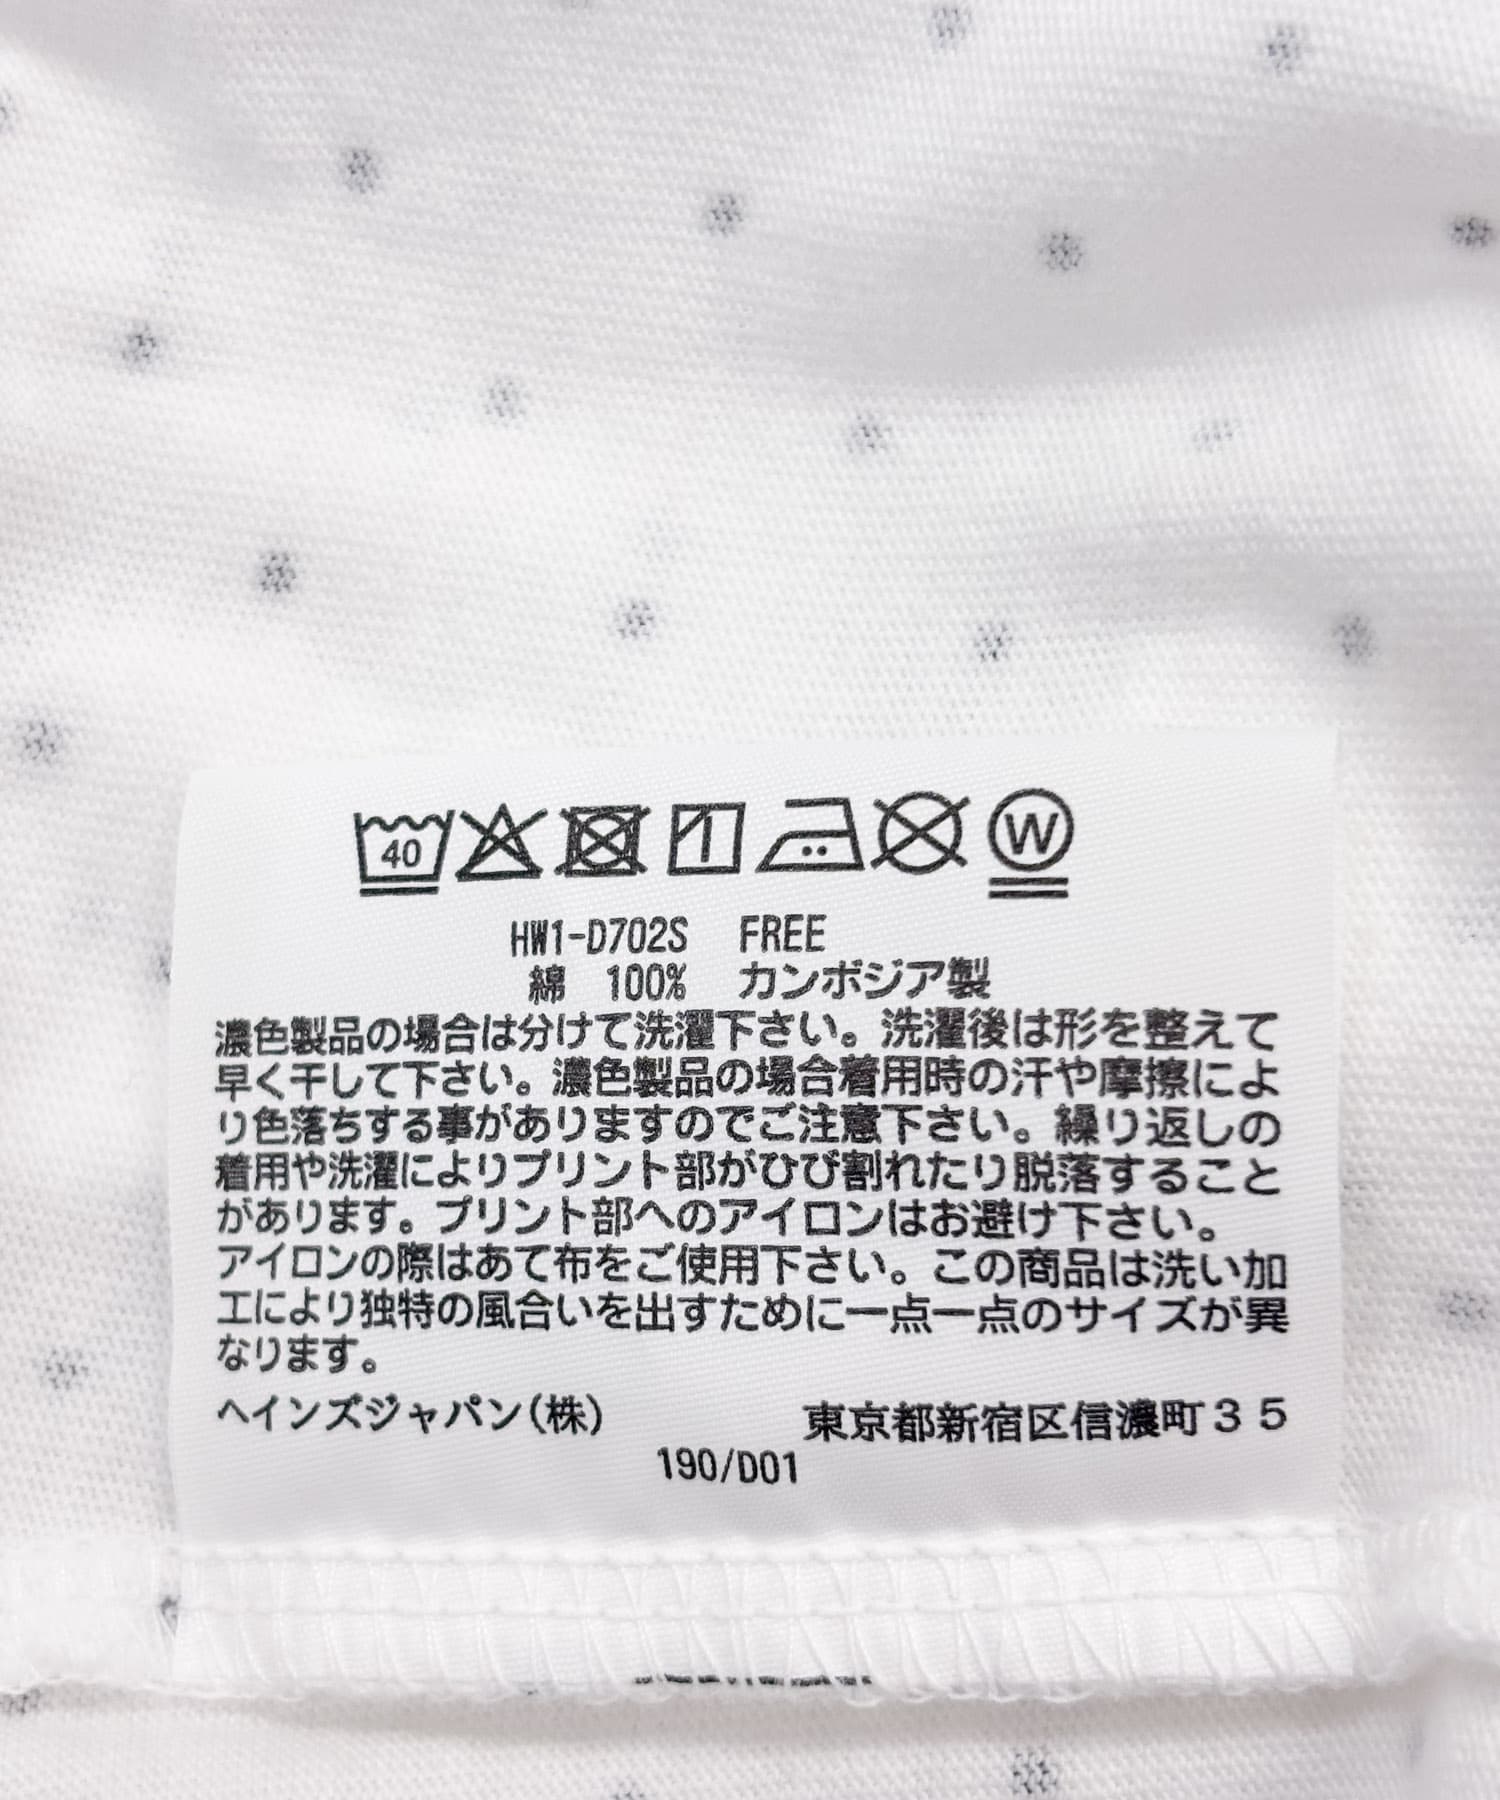 40 W
HW1-D702S FREE
綿 100% カンボジア製
濃色製品の場合は分けて洗濯下さい。洗濯後は形を整えて
早く干して下さい。濃色製品の場合着用時の汗や摩擦によ
り色落ちする事がありますのでご注意下さい。繰り返しの
着用や洗濯によりプリント部がひび割れたり脱落すること
があります。プリント部へのアイロンはお避け下さい。
アイロンの際はあて布をご使用下さい。この商品は洗い加
工により独特の風合いを出すために一点一点のサイズが異
なります。
ヘインズジャパン(株) 東京都新宿区信濃町35
190/D01